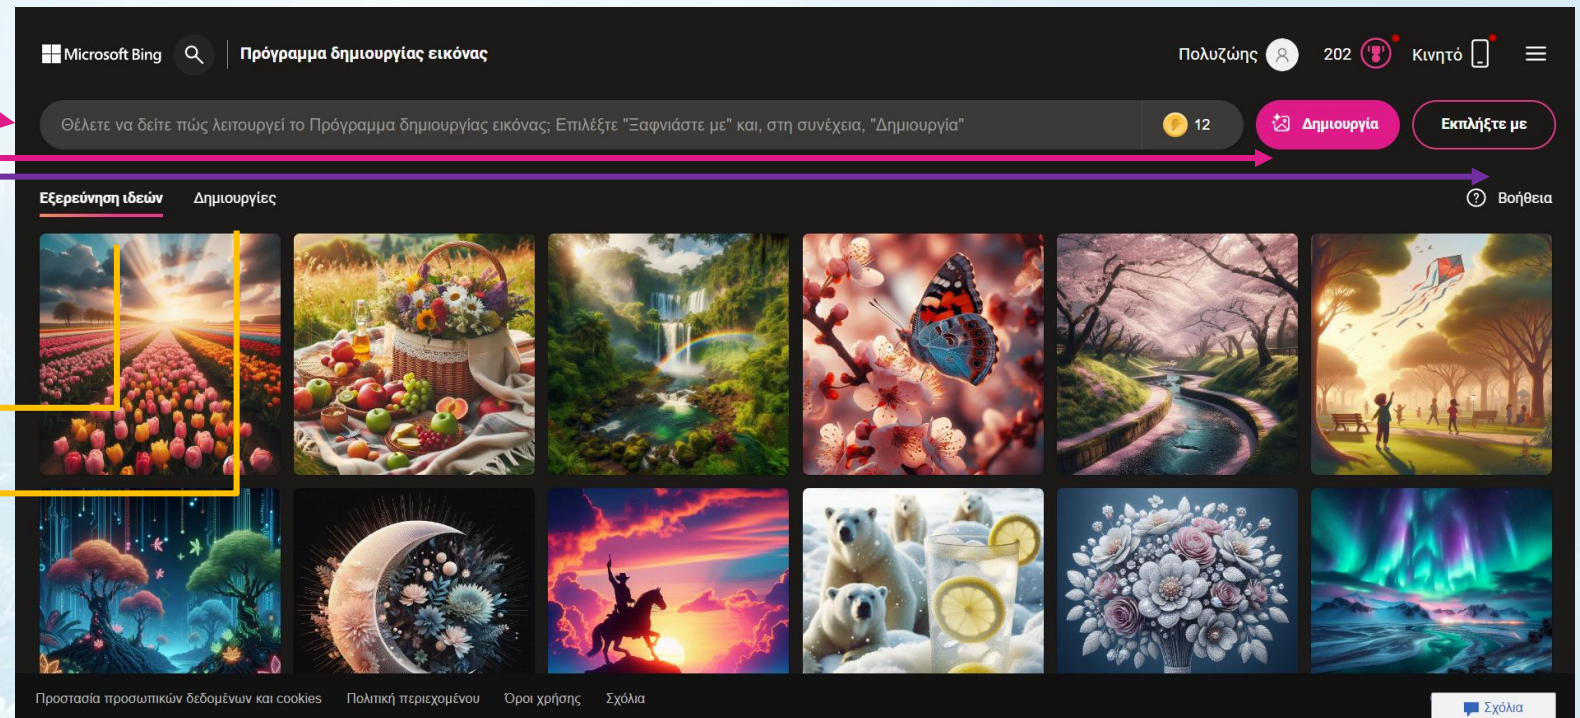 Microsoft Bing Πρόγραμμα δημιουργίας εικόνας Πολυζώης 202 Κινητό
Θέλετε να δείτε πώς λειτουργεί το Πρόγραμμα δημιουργίας εικόνας; Επιλέξτε "Ξαφνιάστε με" και, στη συνέχεια, "Δημιουργία" 12 Δημιουργία Εκπλήξτε με
Εξερεύνηση ιδεών Δημιουργίες Βοήθεια
Προστασία προσωπικών δεδομένων και cookies Πολιτική περιεχομένου Όροι χρήσης Σχόλια
Σχόλια